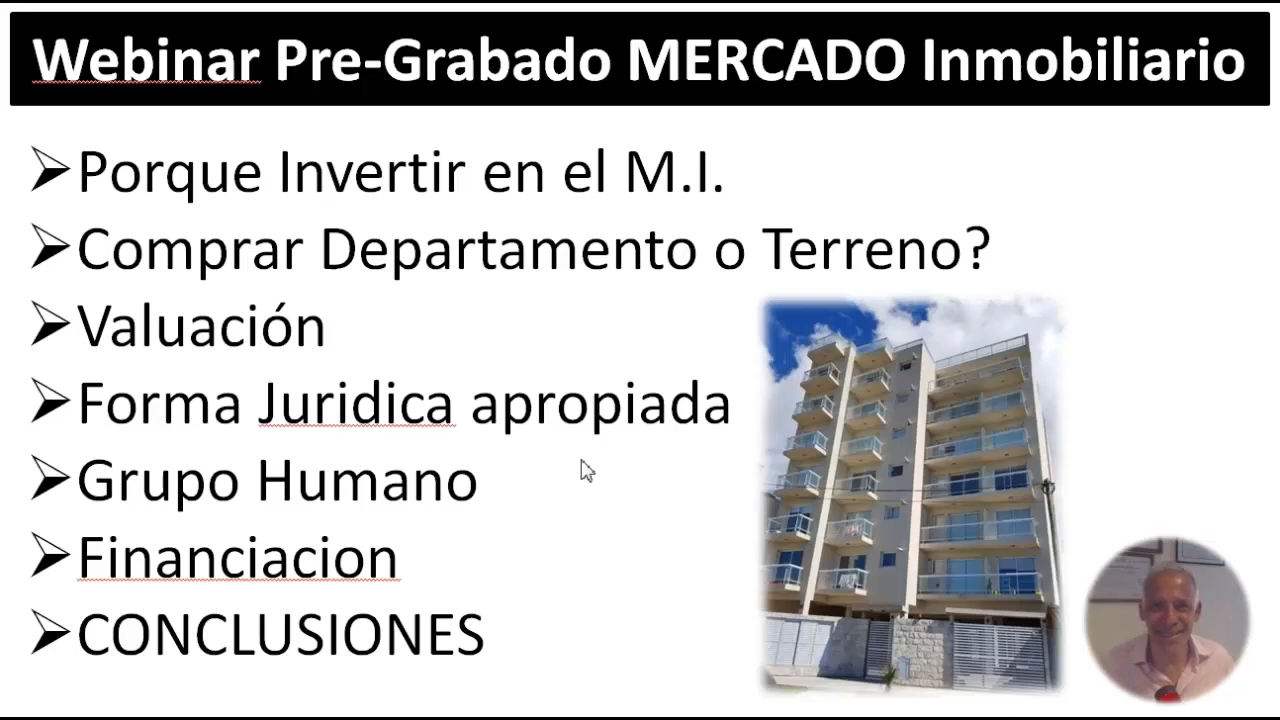 Webinar Pre-Grabado MERCADO Inmobiliario
Porque Invertir en el M.I.
Comprar Departamento o Terreno?
Valuación
Forma Juridica apropiada
Grupo Humano
Financiacion
CONCLUSIONES